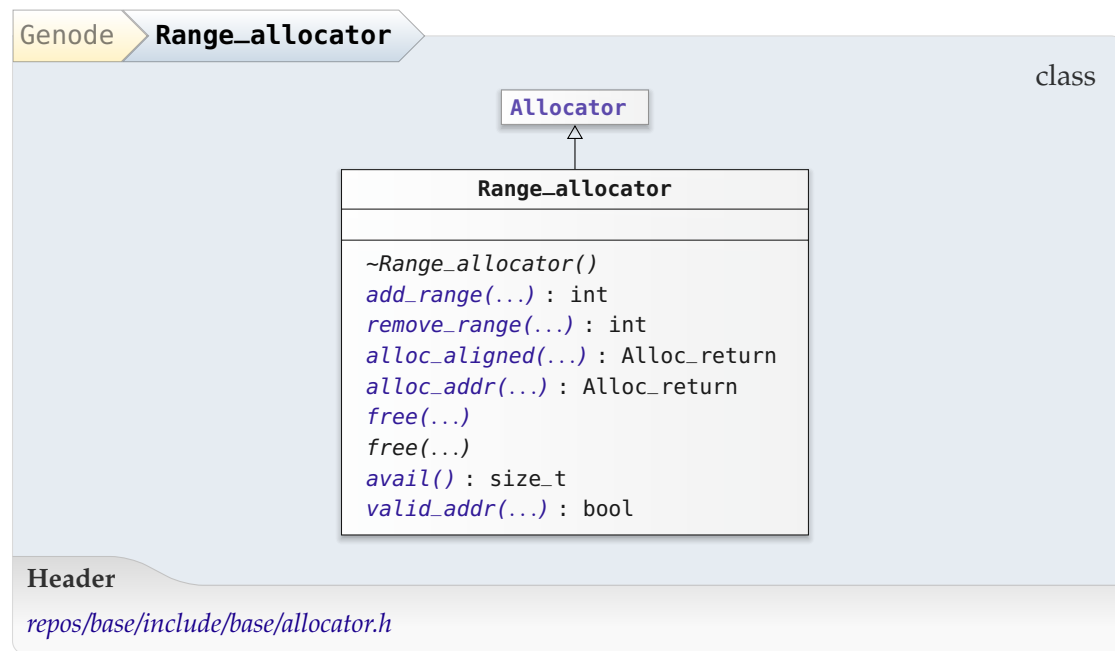 Genode Range_allocator
class
Allocator
Range_allocator
~Range_allocator()
add_range(...) : int
remove_range(...) : int
alloc_aligned(...) : Alloc_return
alloc_addr(...) : Alloc_return
free(...)
free(...)
avail() : size_t
valid_addr(...) : bool
Header
repos/base/include/base/allocator.h